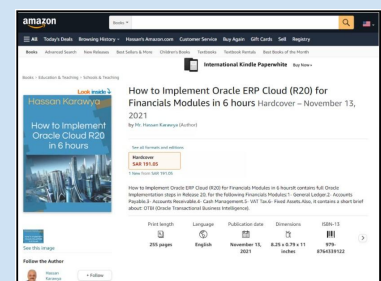 amazon
Books
All Today's Deals Browsing History Hassan's Amazon.com Customer Service Buy Again Gift Cards Sell Registry
Books Advanced Search New Releases Best Sellers & More Children's Books Textbooks Textbook Rentals Best Books of the Month
International Kindle Paperwhite Buy Now
Books › Education & Teaching › Schools & Teaching
Look inside
Hassan Karawya
How to Implement
Oracle ERP Cloud (R20)
in 6 hours
See this image
Follow the Author
Hassan
Karawya
+ Follow
How to Implement Oracle ERP Cloud (R20) for
Financials Modules in 6 hours Hardcover – November 13,
2021
by Mr. Hassan Karawya (Author)
See all formats and editions
Hardcover
SAR 191.05
1 New from SAR 191.05
How to Implement Oracle ERP Cloud (R20) for Financials Modules in 6 hoursIt contains full Oracle
Implementation steps in Release 20. For the following Financials Modules:1- General Ledger.2- Accounts
Payable.3- Accounts Receivable.4- Cash Management.5- VAT Tax.6- Fixed Assets Also, It contains a short brief
about: OTBI (Oracle Transactional Business Intelligence).
Print length
255 pages
Language
English
Publication date
November 13,
2021
Dimensions
8.25 x 0.79 x 11
inches
ISBN-13
979-
8764339122